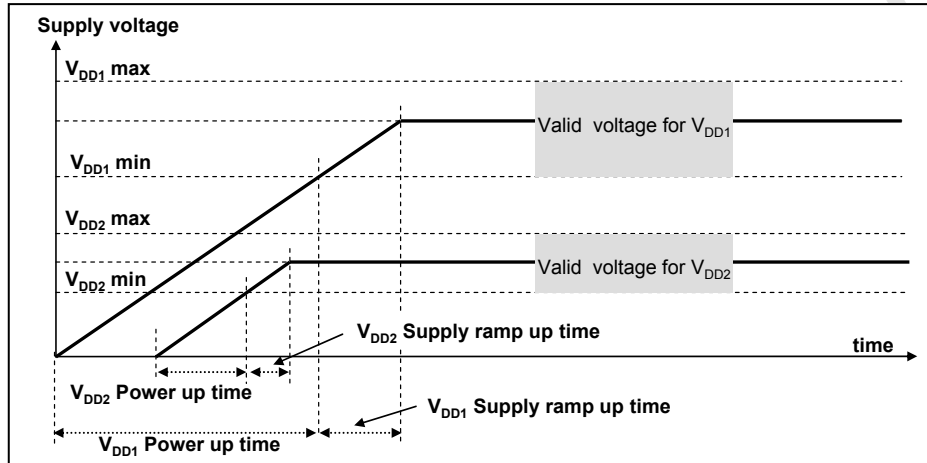 Supply voltage
VDD1 max
Valid voltage for VDD1
VDD1 min
VDD2 max
VDD2 min
Valid voltage for VDD2
VDD2 Supply ramp up time
time
VDD2 Power up time
VDD1 Supply ramp up time
VDD1 Power up time